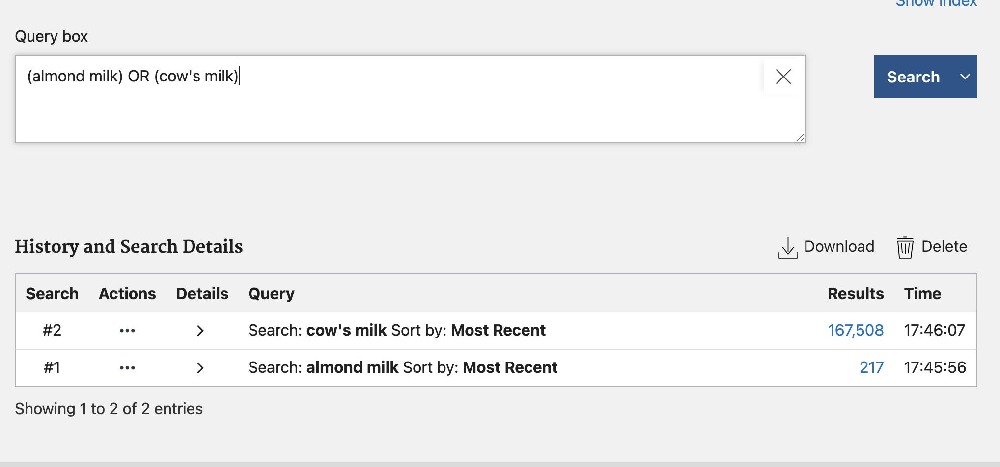 Show Index
Query box
(almond milk) OR (cow's milk)
Search
History and Search Details
Download
Delete
Search Actions Details Query Results Time
#2 ••• Search: cow's milk Sort by: Most Recent 167,508 17:46:07
#1 ••• Search: almond milk Sort by: Most Recent 217 17:45:56
Showing 1 to 2 of 2 entries